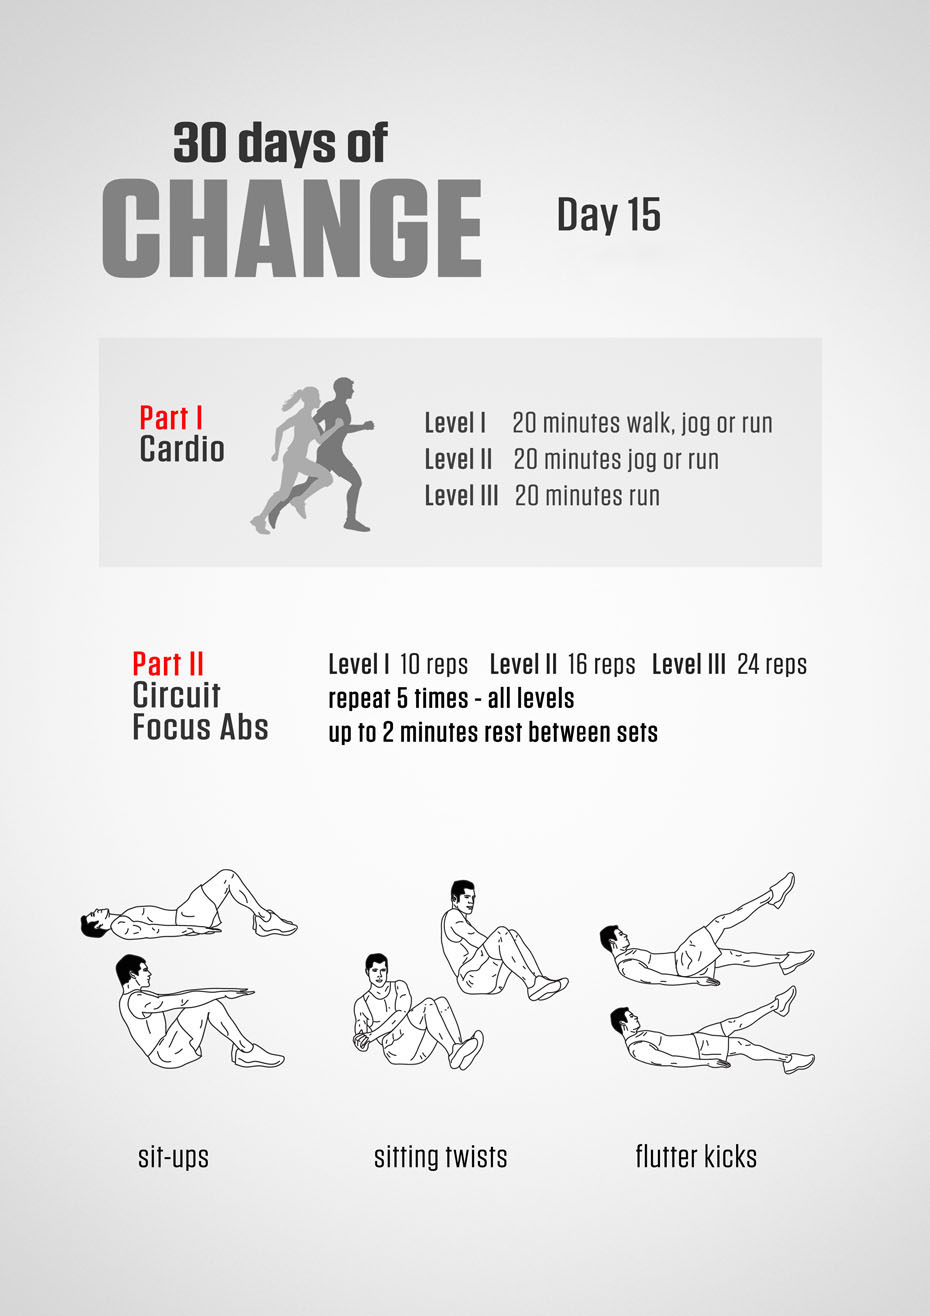 30 days of
CHANGE
Day 15
Part I
Cardio
Level I 20 minutes walk, jog or run
Level II 20 minutes jog or run
Level III 20 minutes run
Part II
Circuit
Focus Abs
Level I 10 reps Level II 16 reps Level III 24 reps
repeat 5 times - all levels
up to 2 minutes rest between sets
sit-ups
sitting twists
flutter kicks